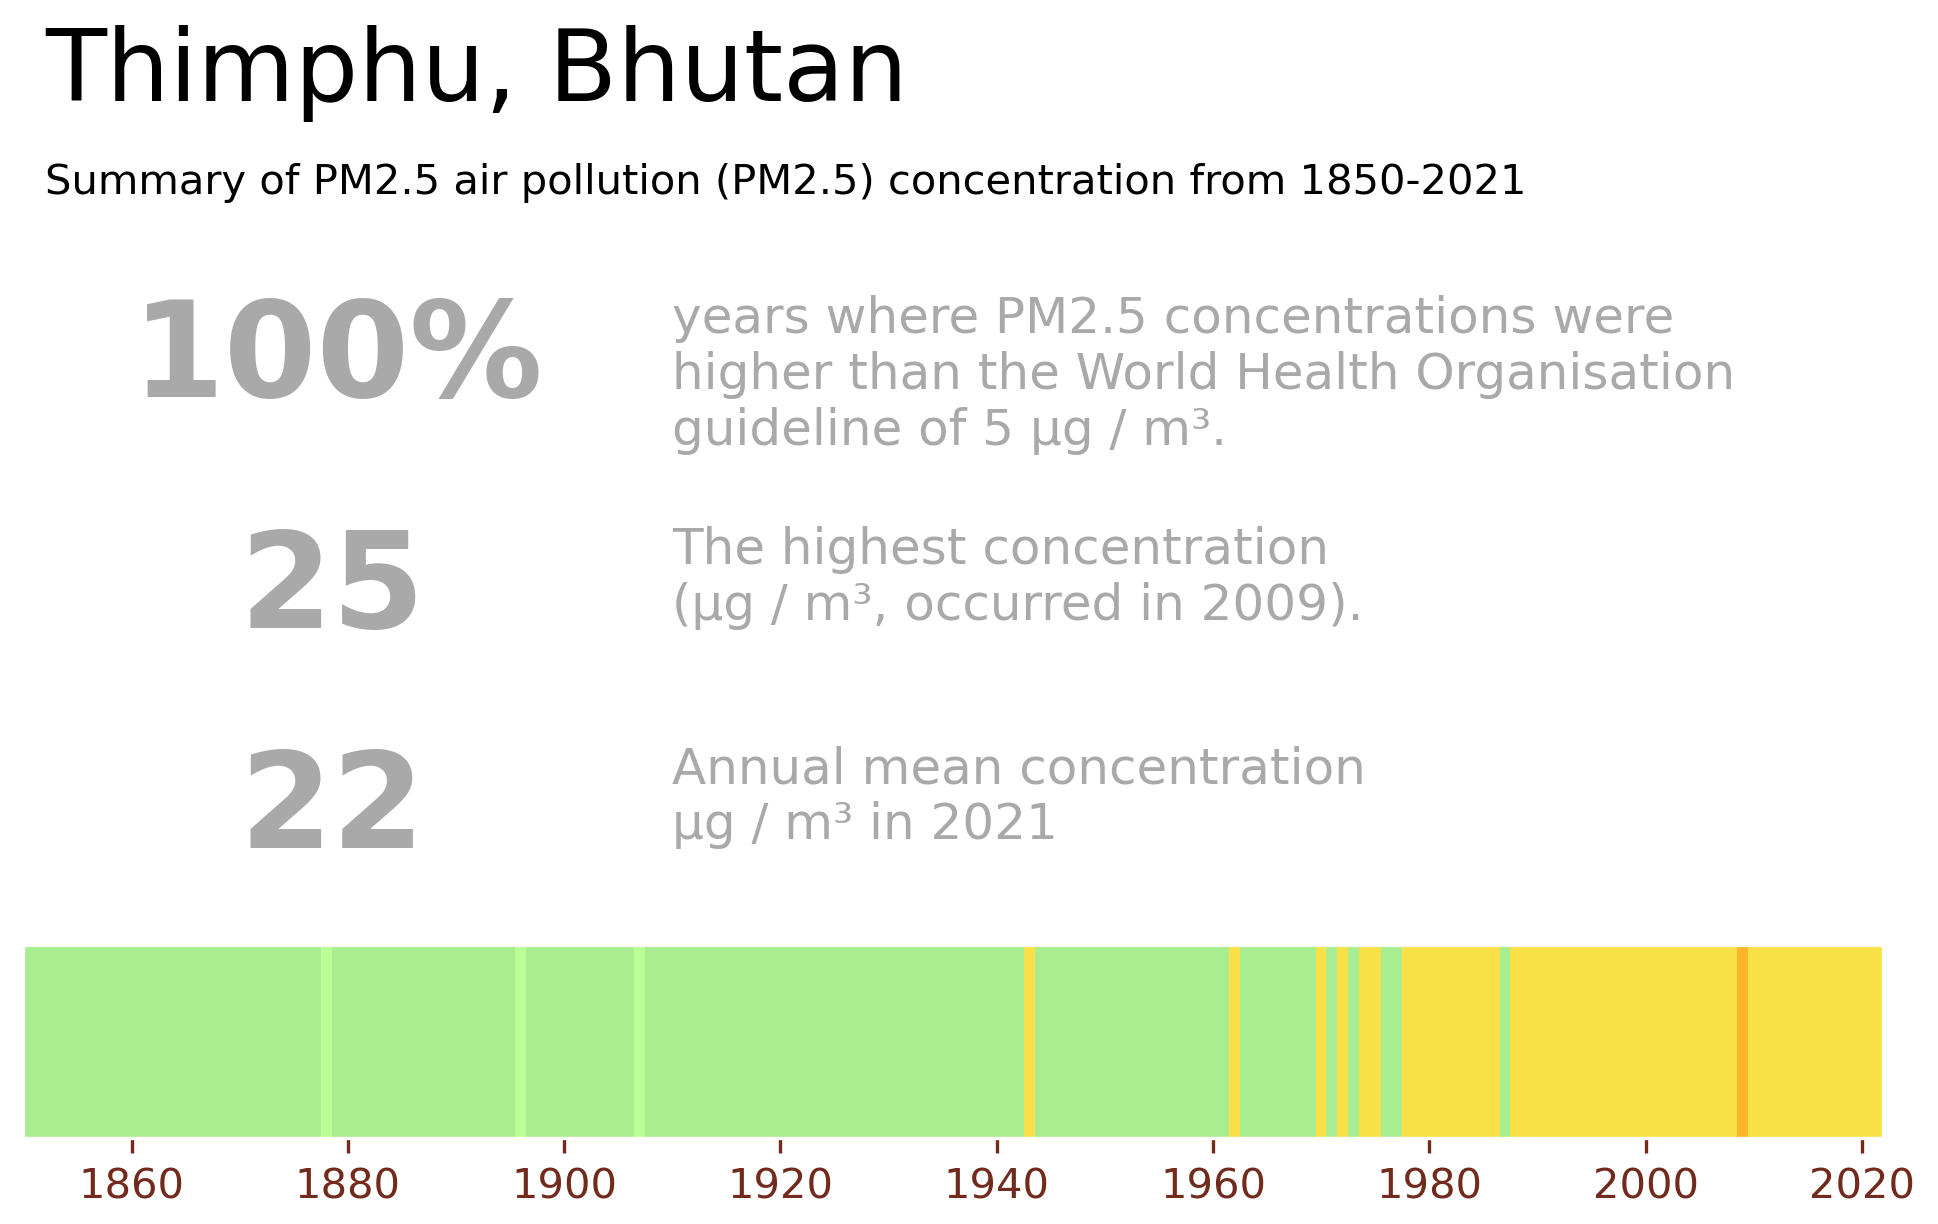 Thimphu, Bhutan
Summary of PM2.5 air pollution (PM2.5) concentration from 1850-2021
100%
years where PM2.5 concentrations were
higher than the World Health Organisation
guideline of 5 µg / m³.
25
The highest concentration
(µg / m³, occurred in 2009).
22
Annual mean concentration
µg / m³ in 2021
1860 1880 1900 1920 1940 1960 1980 2000 2020